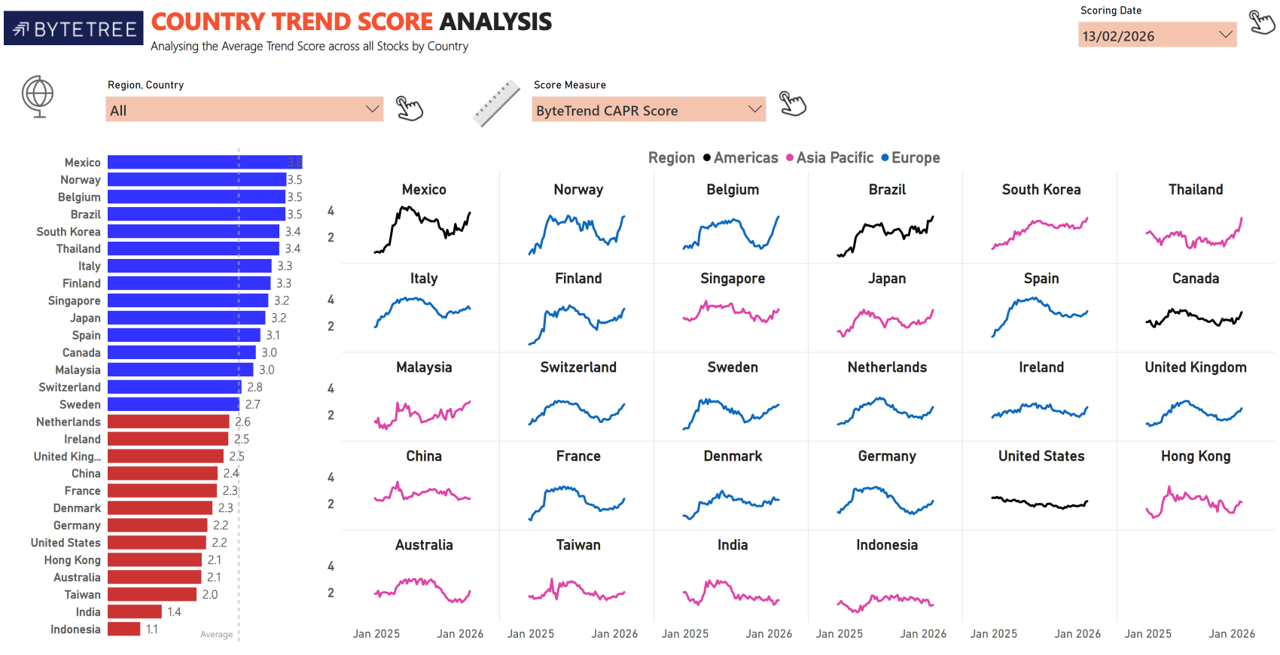 BYTETREE
COUNTRY TREND SCORE ANALYSIS
Analysing the Average Trend Score across all Stocks by Country
Scoring Date
13/02/2026
Region, Country
All
Score Measure
ByteTrend CAPR Score
Mexico 3.8
Norway 3.5
Belgium 3.5
Brazil 3.5
South Korea 3.4
Thailand 3.4
Italy 3.3
Finland 3.3
Singapore 3.2
Japan 3.2
Spain 3.1
Canada 3.0
Malaysia 3.0
Switzerland 2.8
Sweden 2.7
Netherlands 2.6
Ireland 2.5
United King... 2.5
China 2.4
France 2.3
Denmark 2.3
Germany 2.2
United States 2.2
Hong Kong 2.1
Australia 2.1
Taiwan 2.0
India 1.4
Indonesia 1.1
Average
Region Americas Asia Pacific Europe
Mexico Norway Belgium Brazil South Korea Thailand
4
2
Italy Finland Singapore Japan Spain Canada
4
2
Malaysia Switzerland Sweden Netherlands Ireland United Kingdom
4
2
China France Denmark Germany United States Hong Kong
4
2
Australia Taiwan India Indonesia
4
2
Jan 2025 Jan 2026 Jan 2025 Jan 2026 Jan 2025 Jan 2026 Jan 2025 Jan 2026 Jan 2025 Jan 2026 Jan 2025 Jan 2026